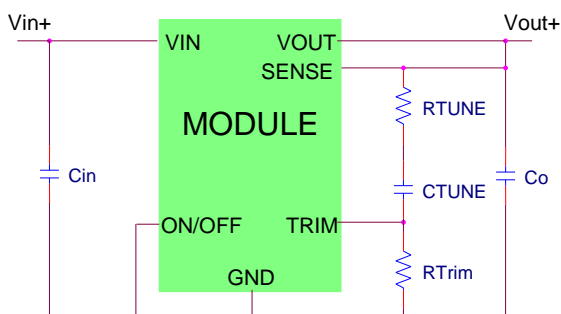 Vin+
Vout+
VIN
VOUT
SENSE
RTUNE
MODULE
Cin
CTUNE
Co
ON/OFF
TRIM
GND
RTrim